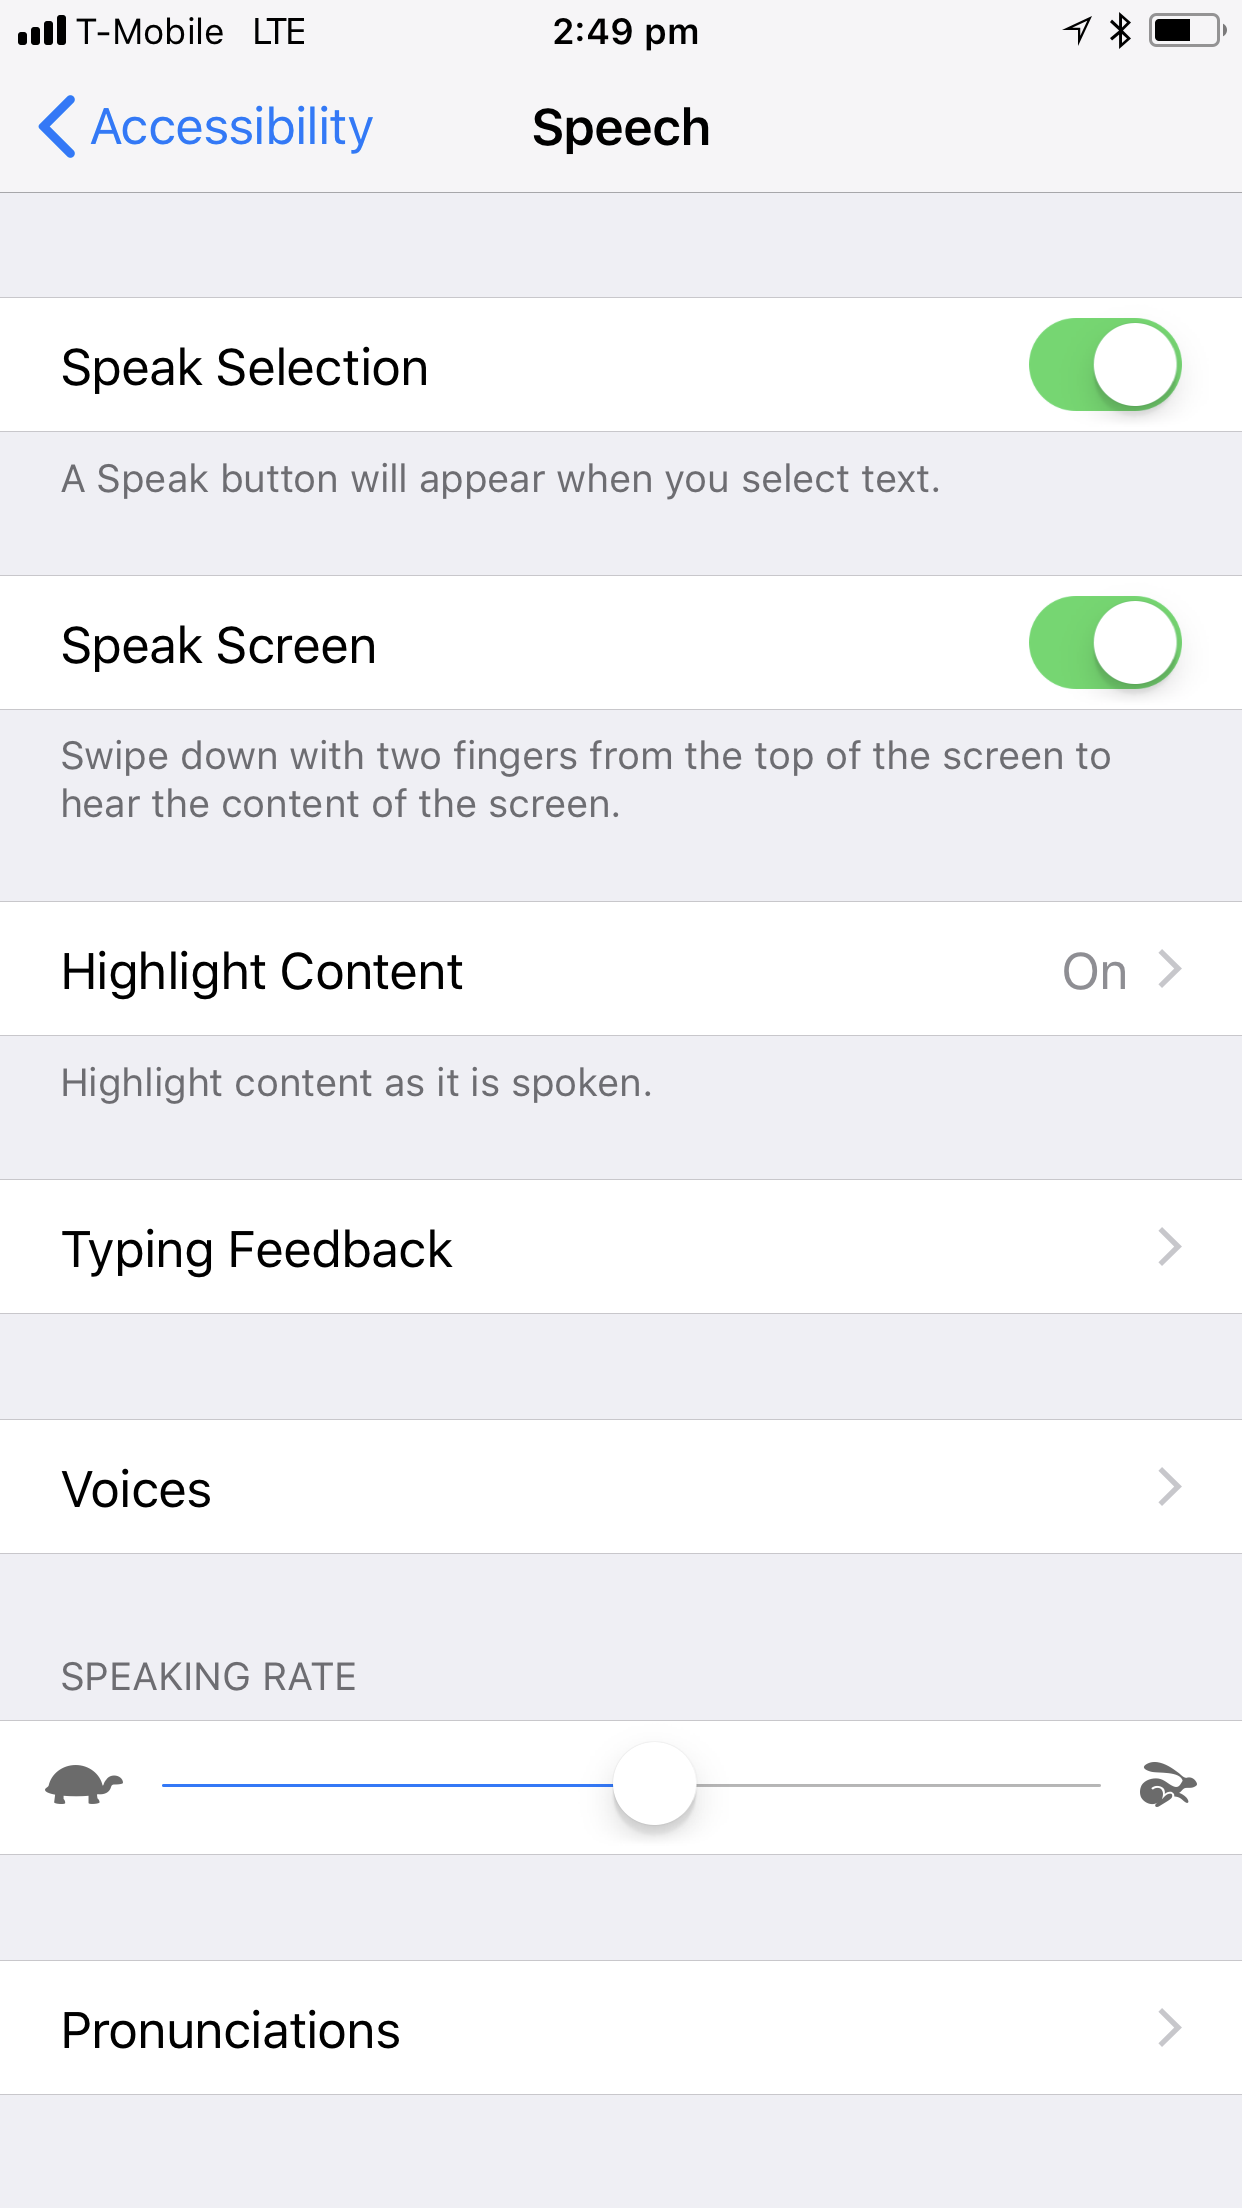 T-Mobile LTE 2:49 pm
Accessibility Speech
Speak Selection
A Speak button will appear when you select text.
Speak Screen
Swipe down with two fingers from the top of the screen to
hear the content of the screen.
Highlight Content On
Highlight content as it is spoken.
Typing Feedback
Voices
SPEAKING RATE
Pronunciations